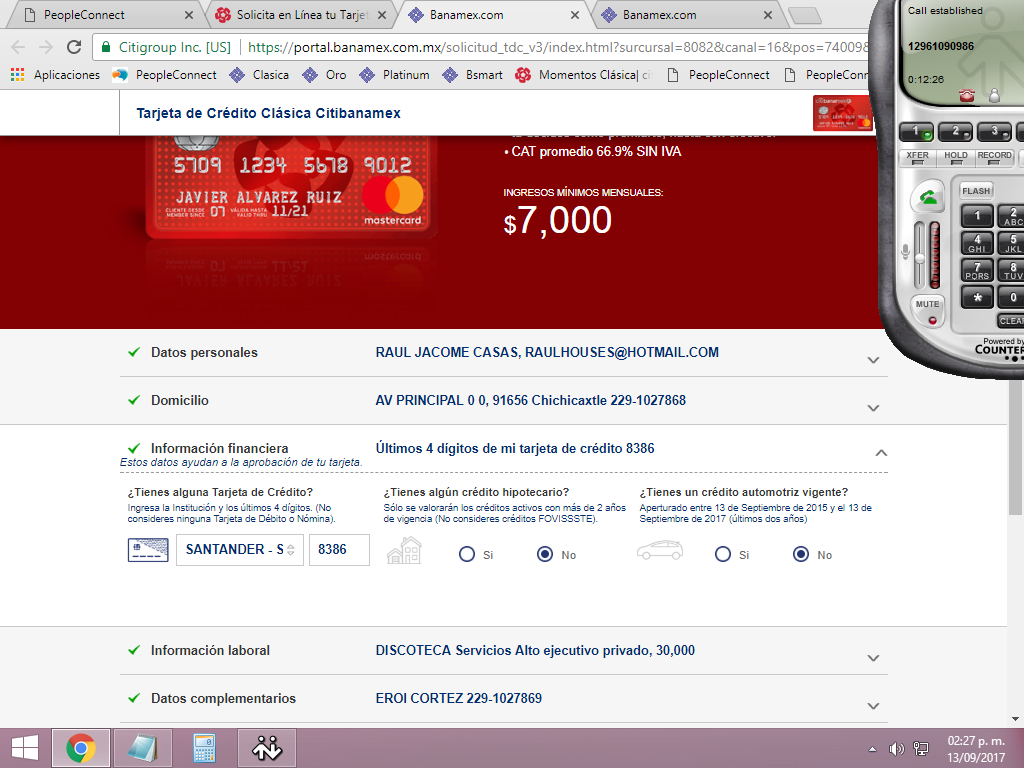 PeopleConnect
Solicita en Línea tu Tarjet
Banamex.com
Banamex.com
Citigroup Inc. [US]
https://portal.banamex.com.mx/solicitud_tdc_v3/index.html?surcursal=8082&canal=16&pos=74009&
Aplicaciones
PeopleConnect
Clasica
Oro
Platinum
Bsmart
Momentos Clásica| ci
PeopleConnect
PeopleConn
Call established
12961090986
0:12:26
1
2
3
XFER
HOLD
RECORD
FLASH
1
2
ABC
4
GHI
5
JKL
7
PQRS
8
TUV
*
0
MUTE
CLEAR
Powered by
COUNTER
Tarjeta de Crédito Clásica Citibanamex
5709 1234 5678 9012
JAVIER ALVAREZ RUIZ
CLIENTE DESDE
MEMBER SINCE
07
VÁLIDA HASTA
VALID THRU
11/21
mastercard
• CAT promedio 66.9% SIN IVA
INGRESOS MÍNIMOS MENSUALES:
$7,000
Datos personales
RAUL JACOME CASAS, RAULHOUSES@HOTMAIL.COM
Domicilio
AV PRINCIPAL 0 0, 91656 Chichicaxtle 229-1027868
Información financiera
Últimos 4 dígitos de mi tarjeta de crédito 8386
Estos datos ayudan a la aprobación de tu tarjeta.
¿Tienes alguna Tarjeta de Crédito?
Ingresa la Institución y los últimos 4 dígitos. (No
consideres ninguna Tarjeta de Débito o Nómina).
SANTANDER - S
8386
¿Tienes algún crédito hipotecario?
Sólo se valorarán los créditos activos con más de 2 años
de vigencia (No consideres créditos FOVISSSTE).
Si
No
¿Tienes un crédito automotriz vigente?
Aperturado entre 13 de Septiembre de 2015 y el 13 de
Septiembre de 2017 (últimos dos años)
Si
No
Información laboral
DISCOTECA Servicios Alto ejecutivo privado, 30,000
Datos complementarios
EROI CORTEZ 229-1027869
02:27 p. m.
13/09/2017